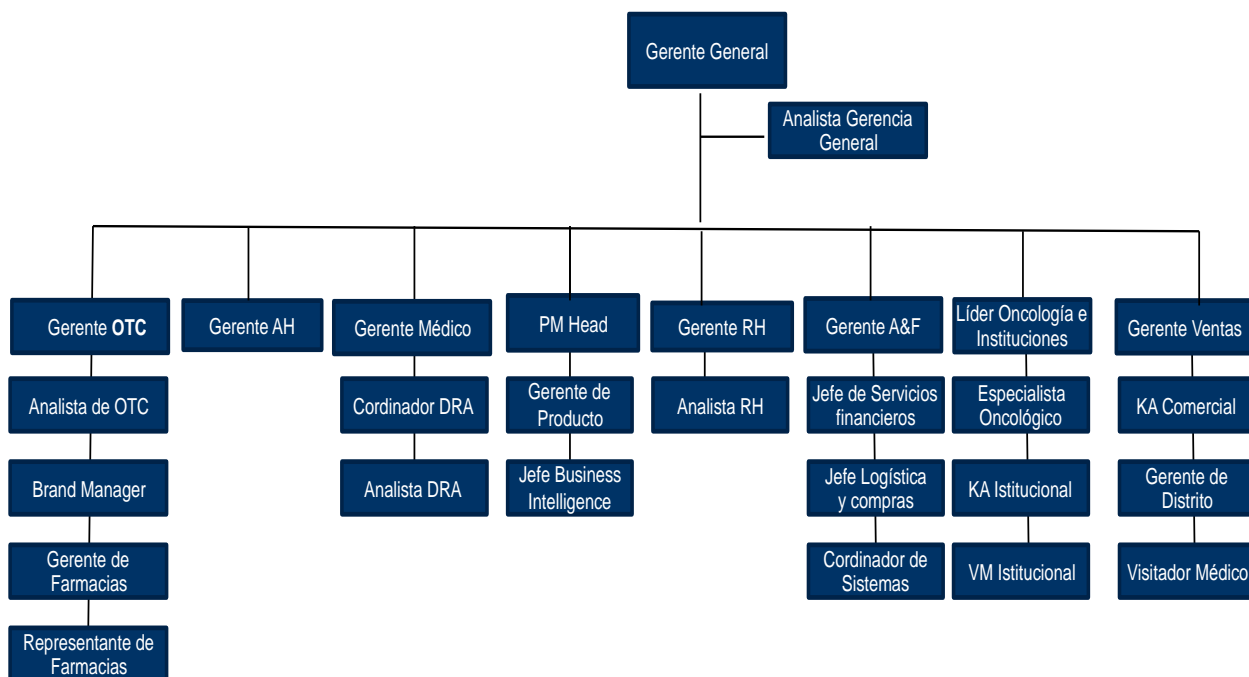 Gerente General
Analista Gerencia
General
Gerente OTC
Gerente AH
Gerente Médico
PM Head
Gerente RH
Gerente A&F
Líder Oncología e
Instituciones
Gerente Ventas
Analista de OTC
Cordinador DRA
Gerente de
Producto
Analista RH
Jefe de Servicios
financieros
Especialista
Oncológico
KA Comercial
Brand Manager
Analista DRA
Jefe Business
Intelligence
Jefe Logística
y compras
KA Istitucional
Gerente de
Distrito
Gerente de
Farmacias
Cordinador de
Sistemas
VM Istitucional
Visitador Médico
Representante de
Farmacias